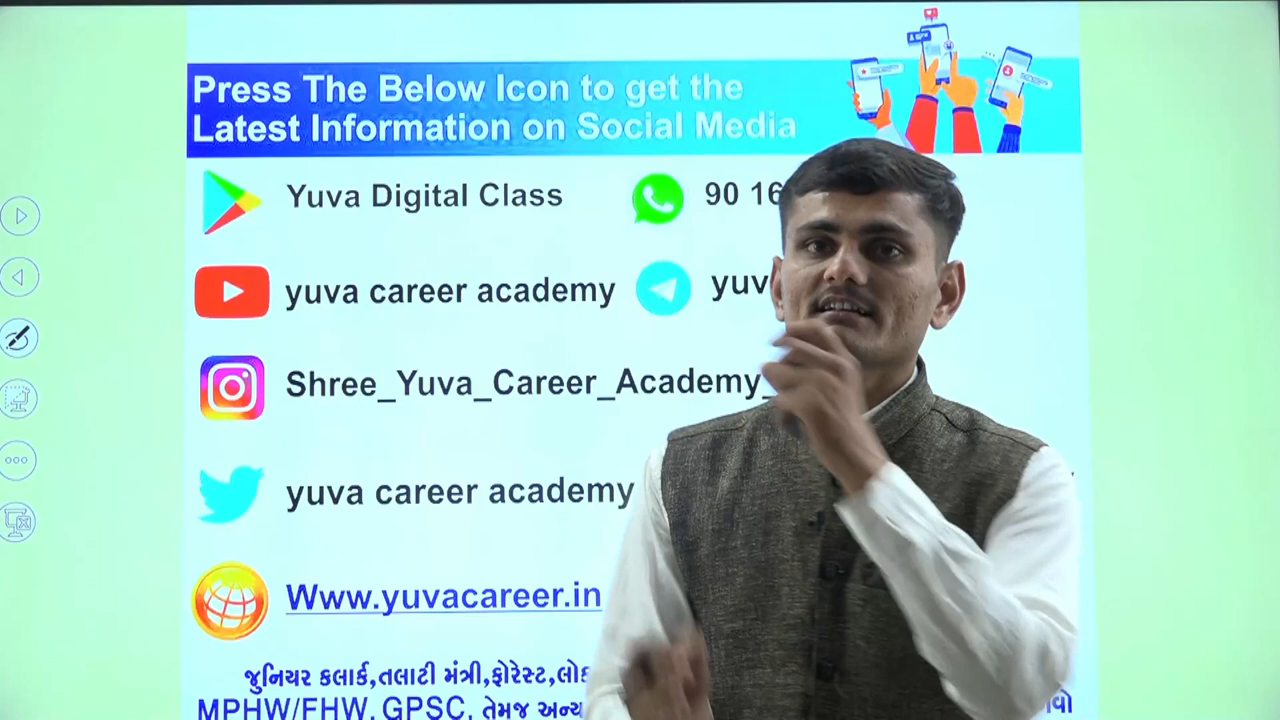 Press The Below Icon to get the
Latest Information on Social Media
Yuva Digital Class
90 16
yuva career academy
yuv
Shree_Yuva_Career_Academy_
yuva career academy
Www.yuvacareer.in
જુનિયર કલાર્ક,તલાટી મંત્રી,ફોરેસ્ટ,લોક
MPHW/FHW, GPSC, તેમજ અન્ય